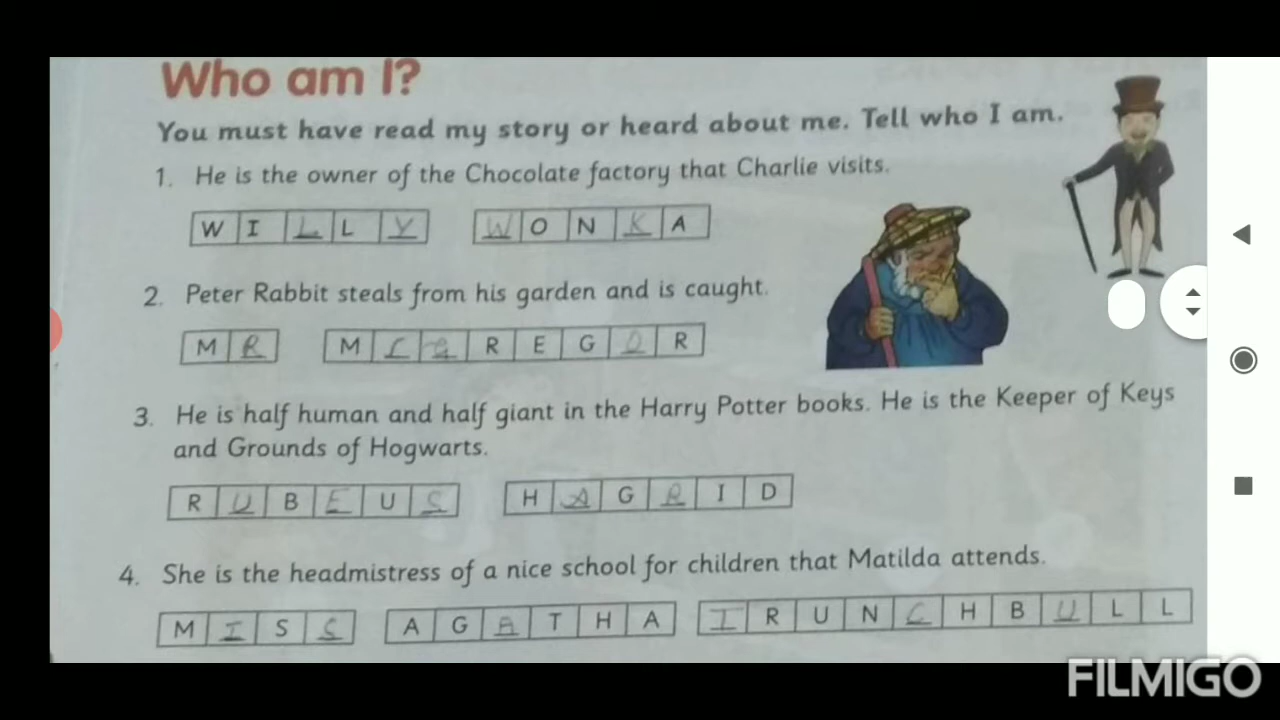 Who am I?
You must have read my story or heard about me. Tell who I am.
1. He is the owner of the Chocolate factory that Charlie visits.
W I L L Y W O N K A
2. Peter Rabbit steals from his garden and is caught.
M R M C G R E G O R
3. He is half human and half giant in the Harry Potter books. He is the Keeper of Keys
and Grounds of Hogwarts.
R U B E U S H A G R I D
4. She is the headmistress of a nice school for children that Matilda attends.
M I S S A G A T H A T R U N C H B U L L
FILMIGO